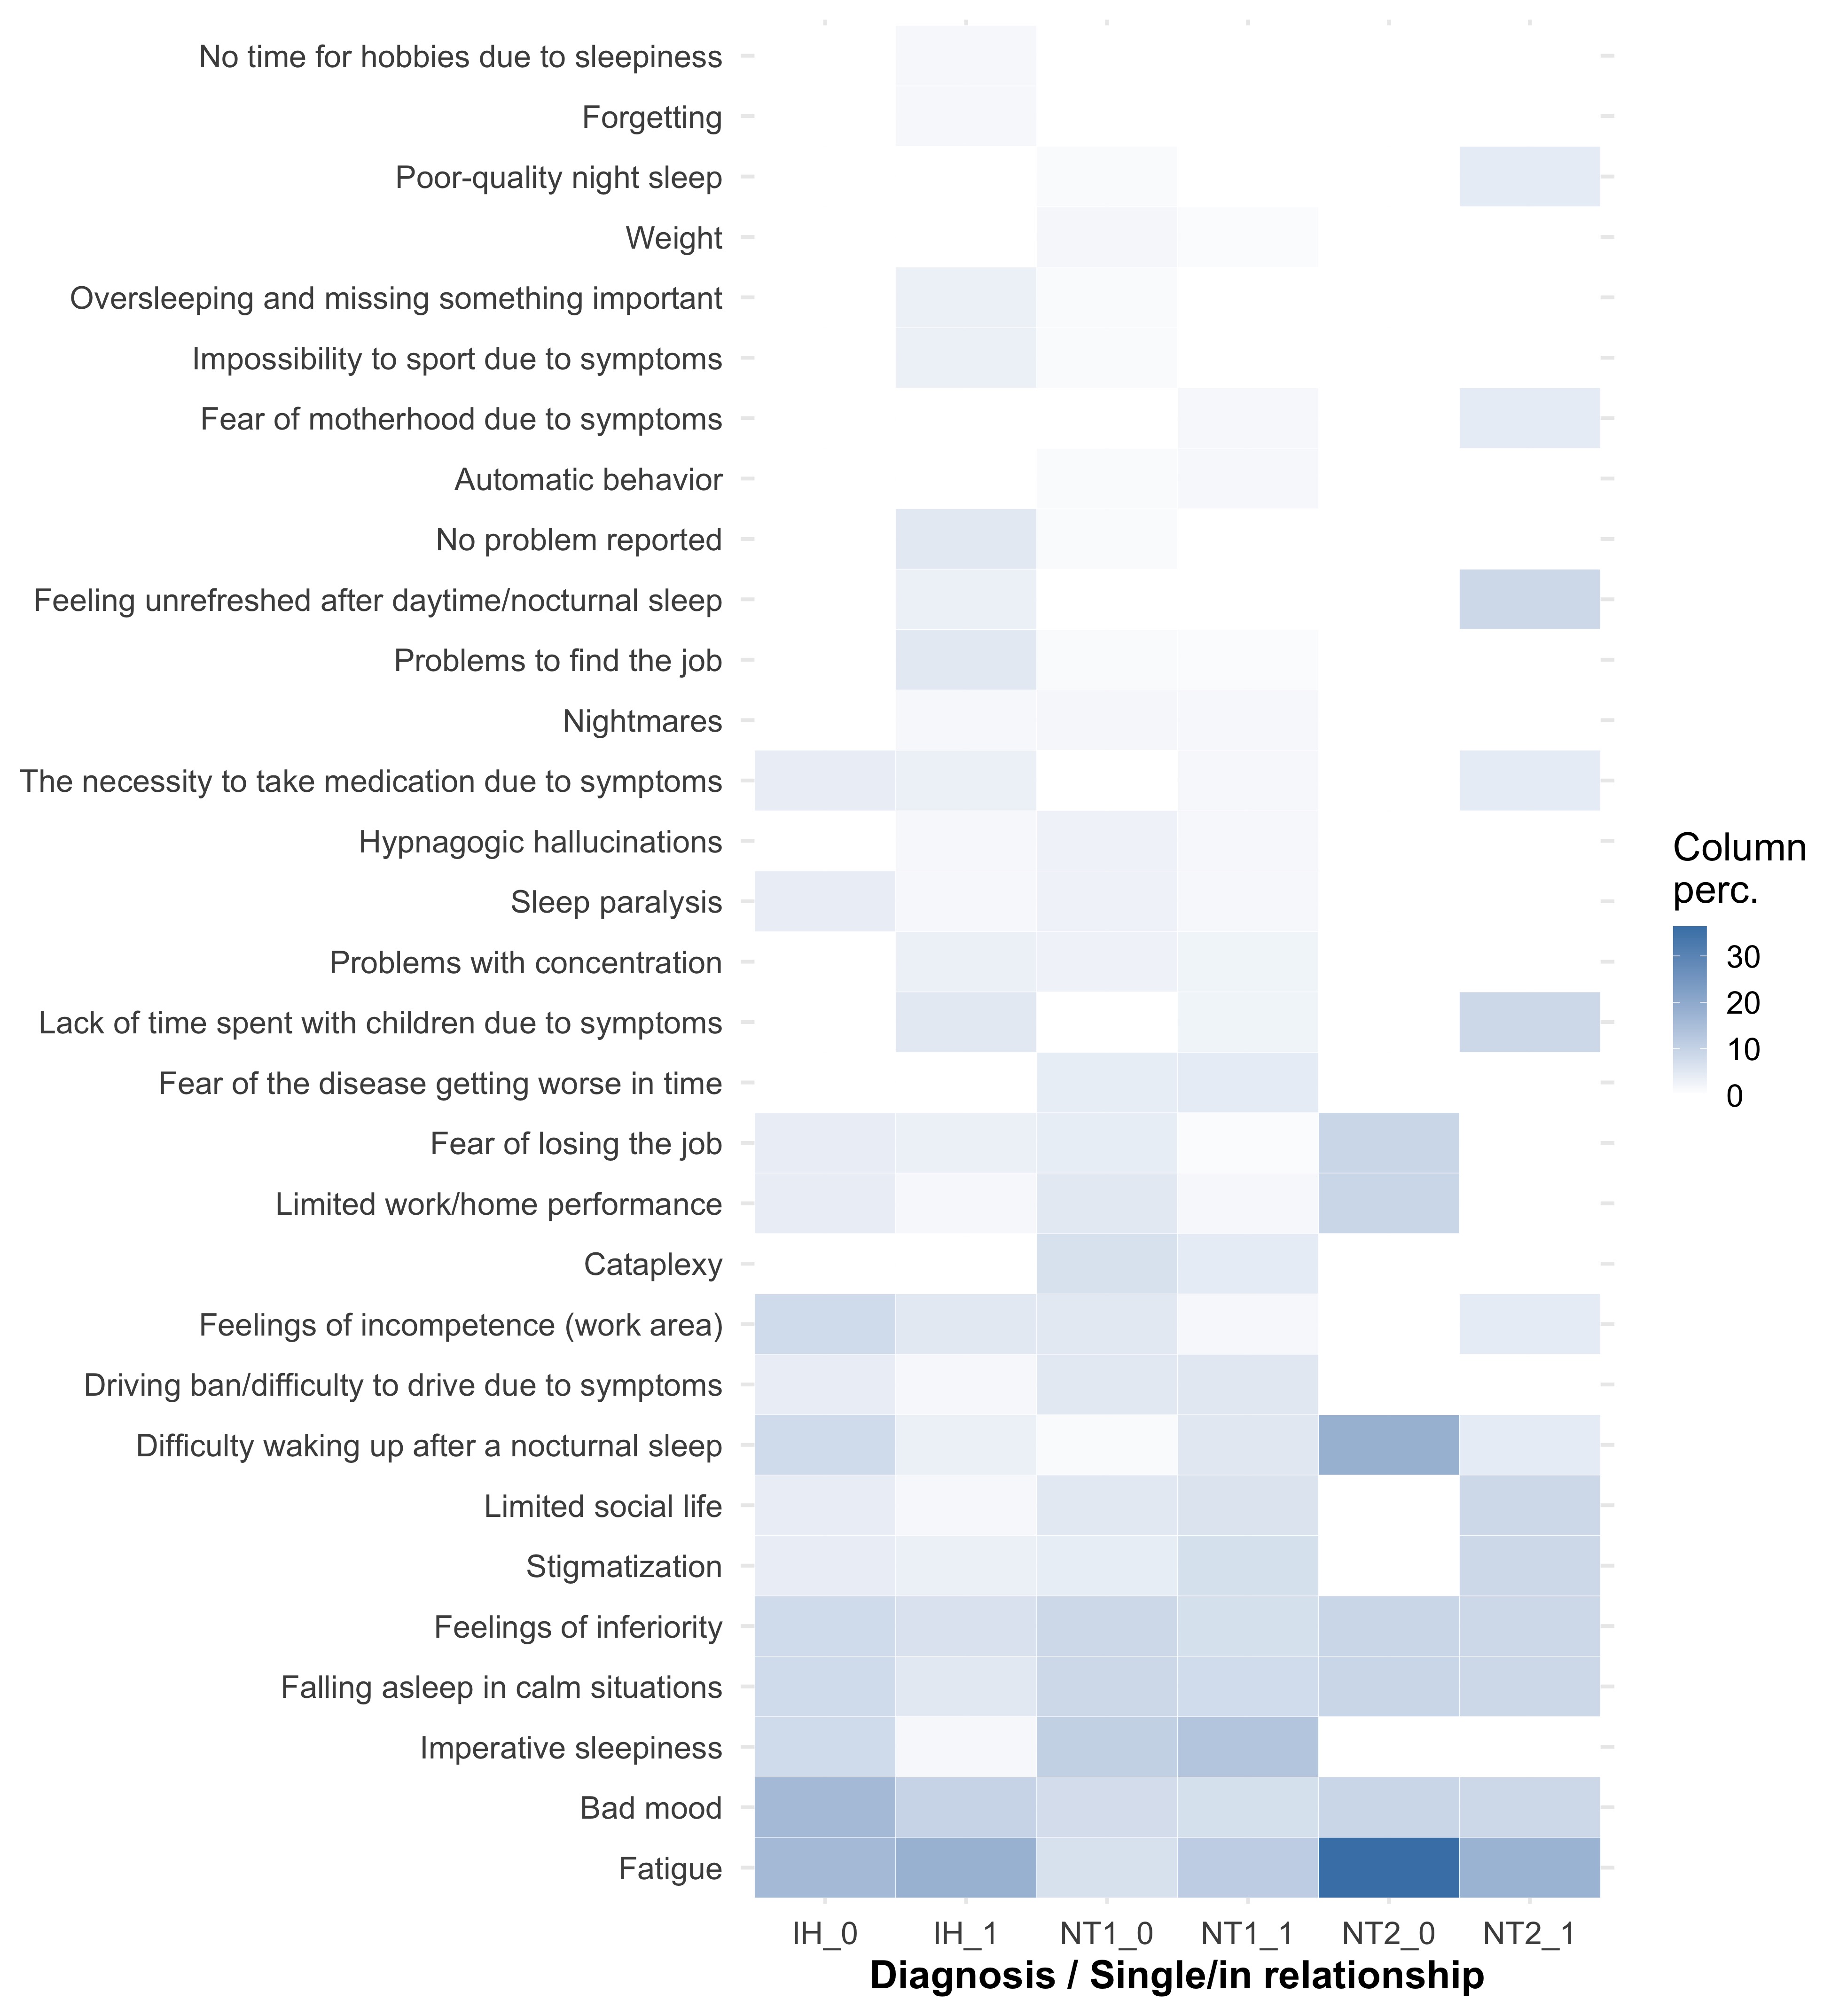 No time for hobbies due to sleepiness
Forgetting
Poor-quality night sleep
Weight
Oversleeping and missing something important
Impossibility to sport due to symptoms
Fear of motherhood due to symptoms
Automatic behavior
No problem reported
Feeling unrefreshed after daytime/nocturnal sleep
Problems to find the job
Nightmares
The necessity to take medication due to symptoms
Hypnagogic hallucinations
Sleep paralysis
Problems with concentration
Lack of time spent with children due to symptoms
Fear of the disease getting worse in time
Fear of losing the job
Limited work/home performance
Cataplexy
Feelings of incompetence (work area)
Driving ban/difficulty to drive due to symptoms
Difficulty waking up after a nocturnal sleep
Limited social life
Stigmatization
Feelings of inferiority
Falling asleep in calm situations
Imperative sleepiness
Bad mood
Fatigue
IH_0 IH_1 NT1_0 NT1_1 NT2_0 NT2_1
Diagnosis / Single/in relationship
Column
perc.
30
20
10
0